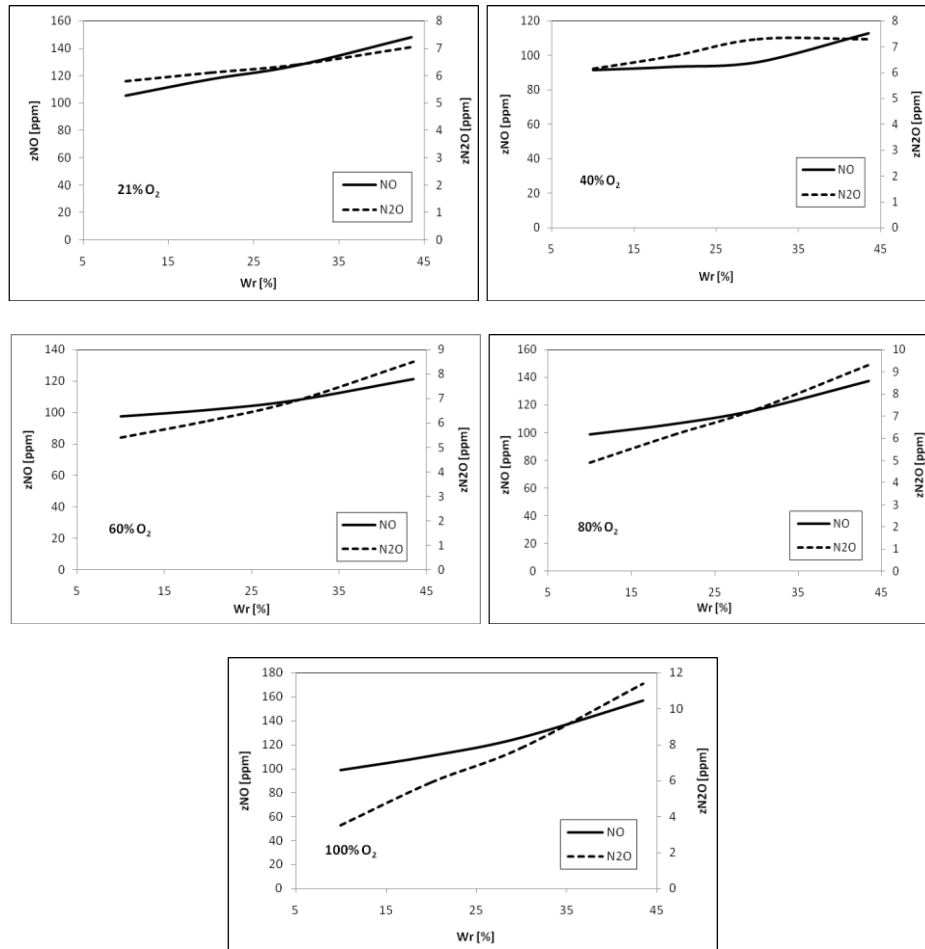 160
140
120
100
80
60
40
20
0
zNO [ppm]
8
7
6
5
4
3
2
1
0
zN2O [ppm]
21% O₂
NO
N2O
5 15 25 35 45
Wr [%]
120
100
80
60
40
20
0
zNO [ppm]
8
7
6
5
4
3
2
1
0
zN2O [ppm]
40% O₂
NO
N2O
5 15 25 35 45
Wr [%]
140
120
100
80
60
40
20
0
zNO [ppm]
9
8
7
6
5
4
3
2
1
0
zN2O [ppm]
60% O₂
NO
N2O
5 15 25 35 45
Wr [%]
160
140
120
100
80
60
40
20
0
zNO [ppm]
10
9
8
7
6
5
4
3
2
1
0
zN2O [ppm]
80% O₂
NO
N2O
5 15 25 35 45
Wr [%]
180
160
140
120
100
80
60
40
20
0
zNO [ppm]
12
10
8
6
4
2
0
zN2O [ppm]
100% O₂
NO
N2O
5 15 25 35 45
Wr [%]